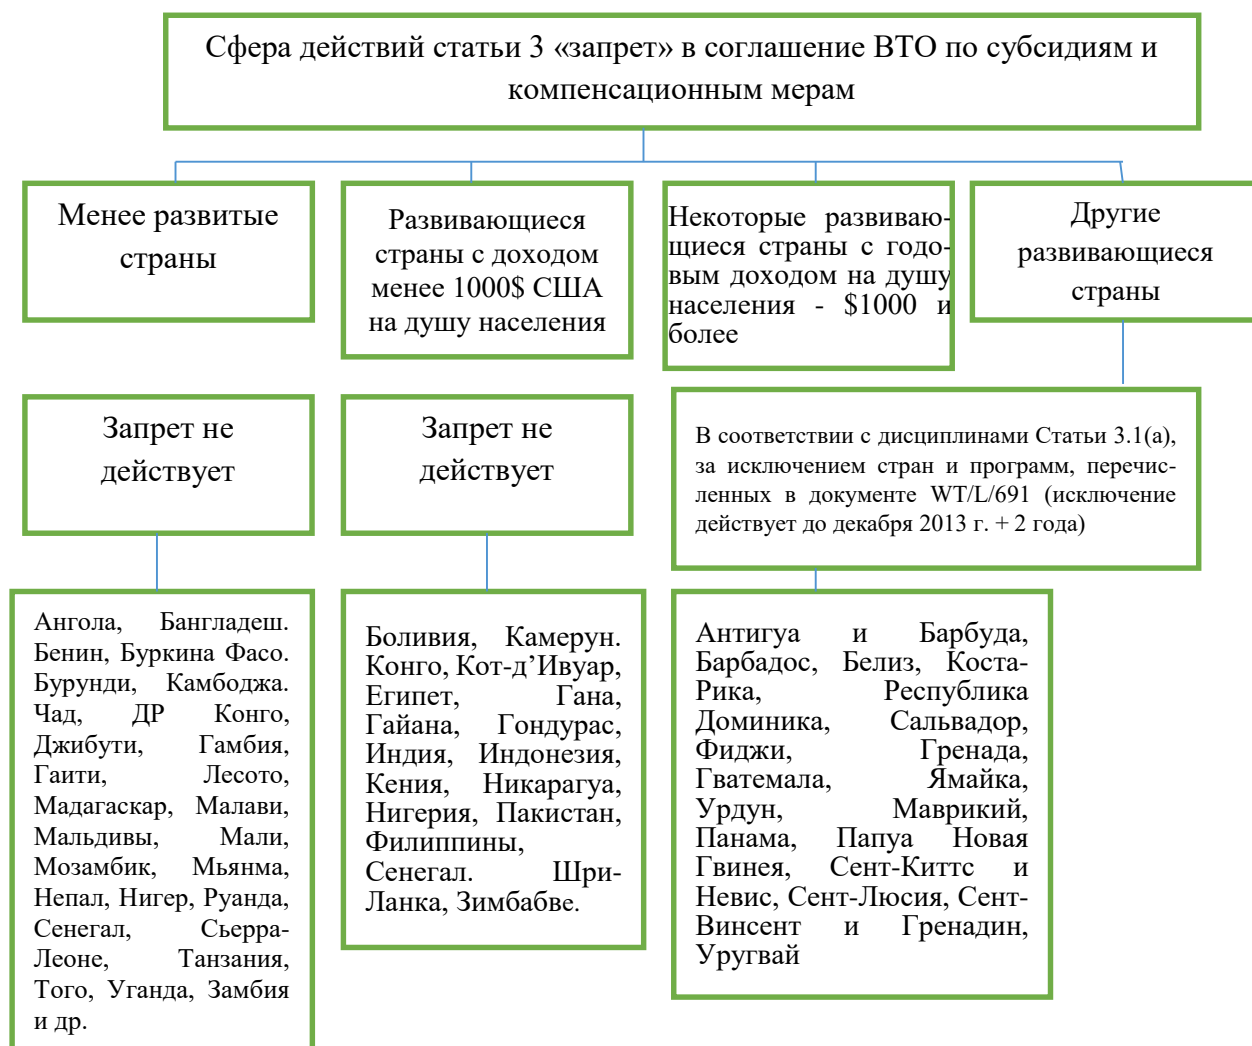 Сфера действий статьи 3 «запрет» в соглашение ВТО по субсидиям и
компенсационным мерам
Менее развитые
страны
Развивающиеся
страны с доходом
менее 1000$ США
на душу населения
Некоторые развиваю-
щиеся страны с годо-
вым доходом на душу
населения - $1000 и
более
Другие
развивающиеся
страны
Запрет не
действует
Запрет не
действует
В соответствии с дисциплинами Статьи 3.1(а),
за исключением стран и программ, перечис-
ленных в документе WT/L/691 (исключение
действует до декабря 2013 г. + 2 года)
Ангола, Бангладеш.
Бенин, Буркина Фасо.
Бурунди, Камбоджа.
Чад, ДР Конго,
Джибути, Гамбия,
Гаити, Лесото,
Мадагаскар, Малави,
Мальдивы, Мали,
Мозамбик, Мьянма,
Непал, Нигер, Руанда,
Сенегал, Сьерра-
Леоне, Танзания,
Того, Уганда, Замбия
и др.
Боливия, Камерун.
Конго, Кот-д’Ивуар,
Египет, Гана,
Гайана, Гондурас,
Индия, Индонезия,
Кения, Никарагуа,
Нигерия, Пакистан,
Филиппины,
Сенегал. Шри-
Ланка, Зимбабве.
Антигуа и Барбуда,
Барбадос, Белиз, Коста-
Рика, Республика
Доминика, Сальвадор,
Фиджи, Гренада,
Гватемала, Ямайка,
Урдун, Маврикий,
Панама, Папуа Новая
Гвинея, Сент-Киттс и
Невис, Сент-Люсия, Сент-
Винсент и Гренадин,
Уругвай